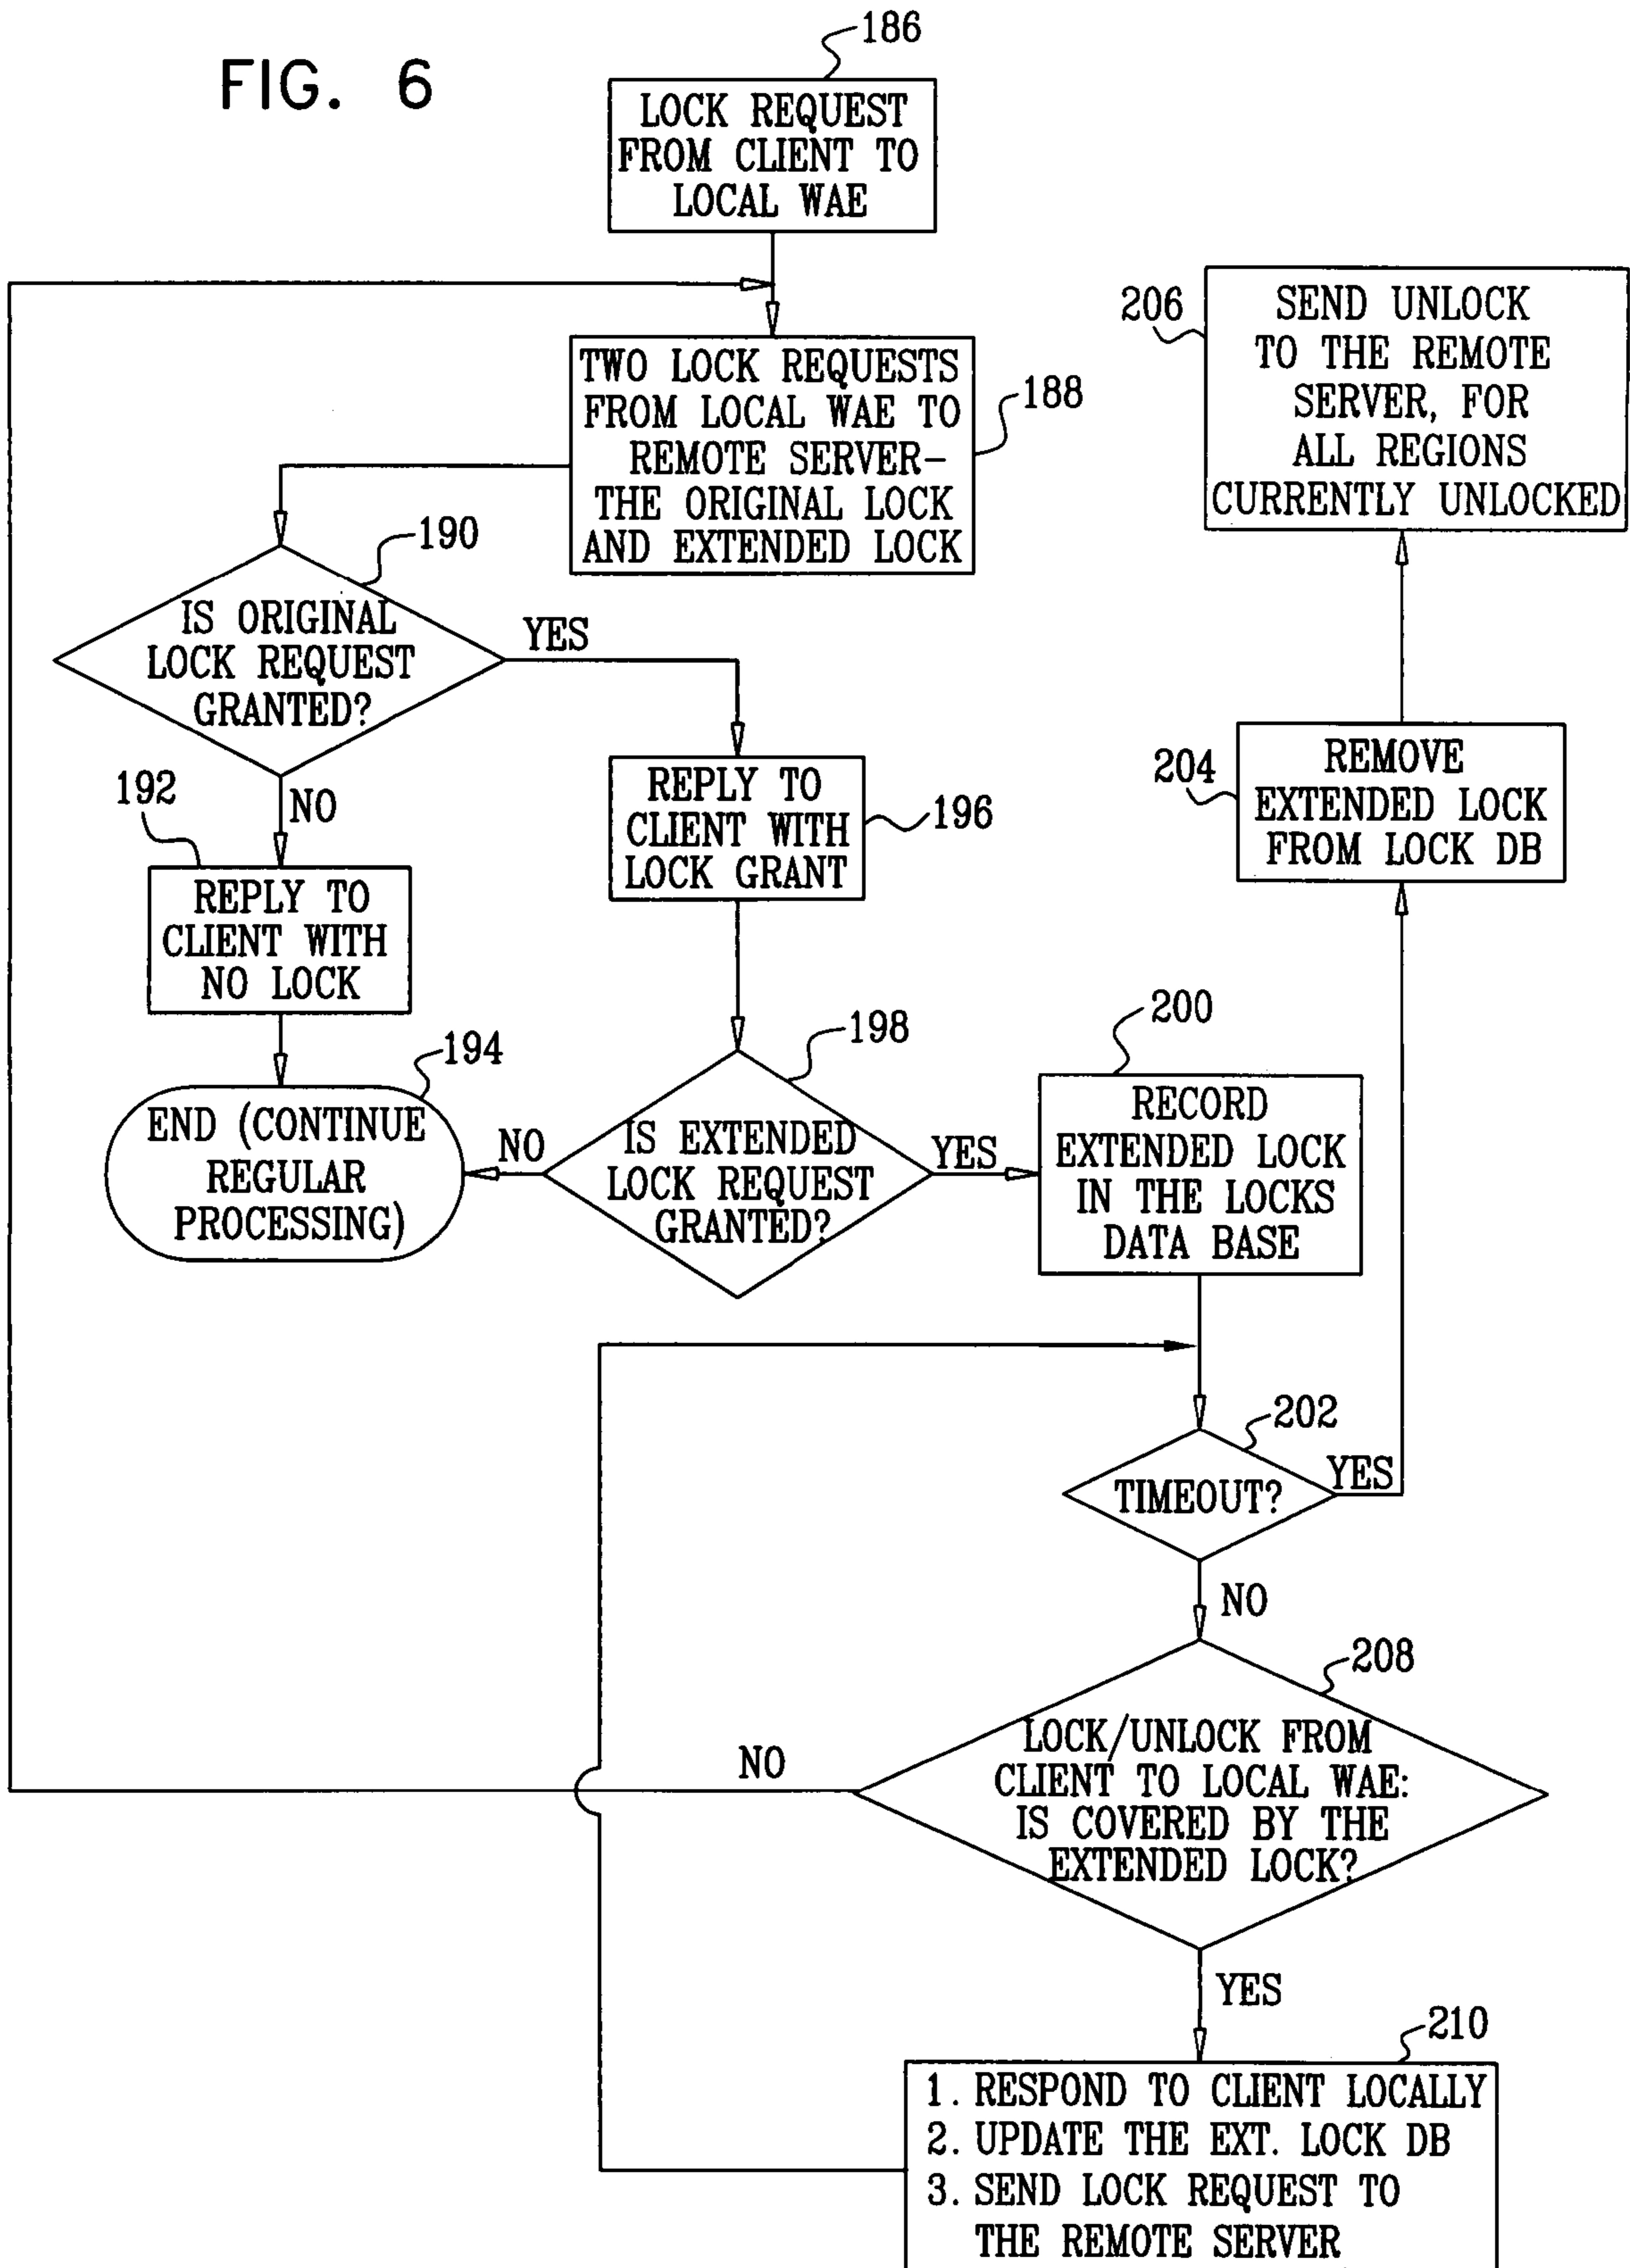 FIG. 6
186
LOCK REQUEST
FROM CLIENT TO
LOCAL WAE
TWO LOCK REQUESTS
FROM LOCAL WAE TO
REMOTE SERVER-
THE ORIGINAL LOCK
AND EXTENDED LOCK
188
206
SEND UNLOCK
TO THE REMOTE
SERVER, FOR
ALL REGIONS
CURRENTLY UNLOCKED
190
IS ORIGINAL
LOCK REQUEST
GRANTED?
YES
NO
192
REPLY TO
CLIENT WITH
NO LOCK
REPLY TO
CLIENT WITH
LOCK GRANT
196
204
REMOVE
EXTENDED LOCK
FROM LOCK DB
194
END (CONTINUE
REGULAR
PROCESSING)
198
IS EXTENDED
LOCK REQUEST
GRANTED?
NO
YES
200
RECORD
EXTENDED LOCK
IN THE LOCKS
DATA BASE
202
TIMEOUT?
YES
NO
208
LOCK/UNLOCK FROM
CLIENT TO LOCAL WAE:
IS COVERED BY THE
EXTENDED LOCK?
NO
YES
210
1. RESPOND TO CLIENT LOCALLY
2. UPDATE THE EXT. LOCK DB
3. SEND LOCK REQUEST TO
THE REMOTE SERVER